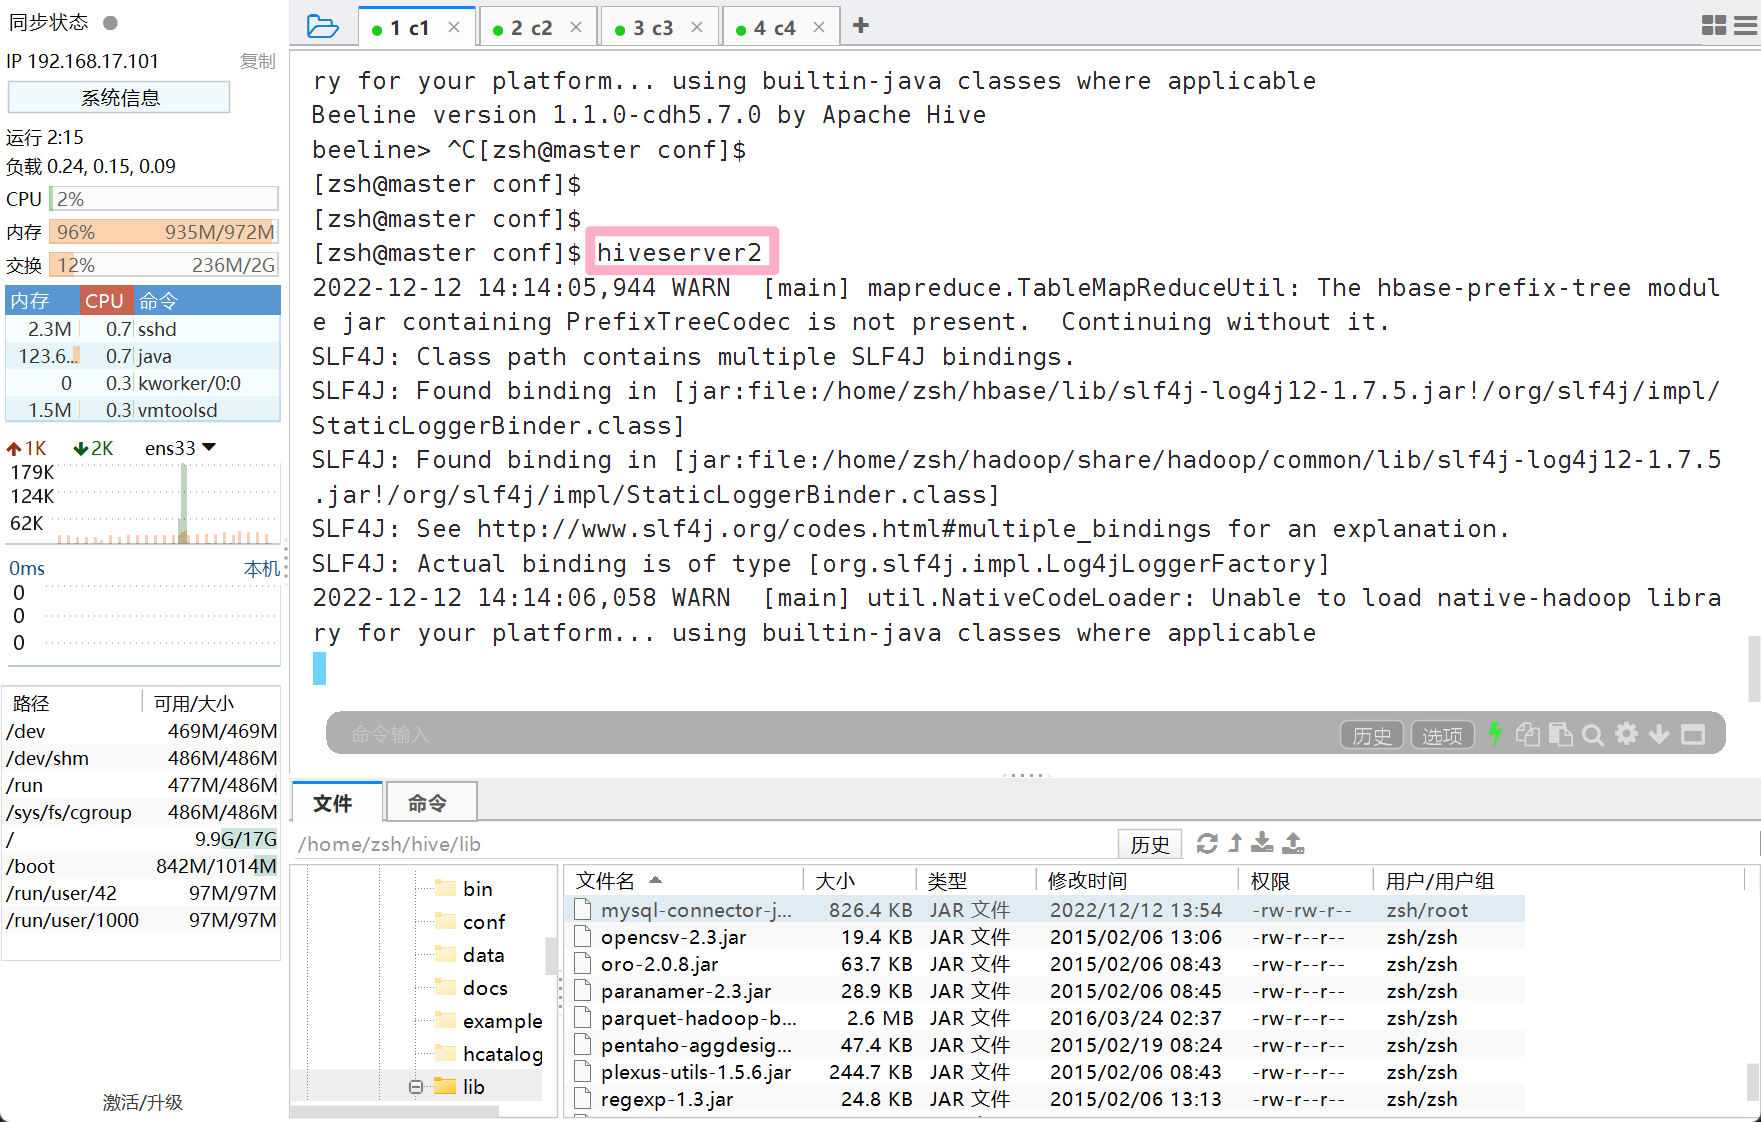 同步状态
IP 192.168.17.101 复制
系统信息
运行 2:15
负载 0.24, 0.15, 0.09
CPU 2%
内存 96% 935M/972M
交换 12% 236M/2G
内存 CPU 命令
2.3M 0.7 sshd
123.6... 0.7 java
0 0.3 kworker/0:0
1.5M 0.3 vmtoolsd
1K 2K ens33
179K
124K
62K
0ms 本机
0
0
0
路径 可用/大小
/dev 469M/469M
/dev/shm 486M/486M
/run 477M/486M
/sys/fs/cgroup 486M/486M
/ 9.9G/17G
/boot 842M/1014M
/run/user/42 97M/97M
/run/user/1000 97M/97M
激活/升级
1 c1 2 c2 3 c3 4 c4
ry for your platform... using builtin-java classes where applicable
Beeline version 1.1.0-cdh5.7.0 by Apache Hive
beeline> ^C[zsh@master conf]$
[zsh@master conf]$
[zsh@master conf]$
[zsh@master conf]$ hiveserver2
2022-12-12 14:14:05,944 WARN  [main] mapreduce.TableMapReduceUtil: The hbase-prefix-tree modul
e jar containing PrefixTreeCodec is not present.  Continuing without it.
SLF4J: Class path contains multiple SLF4J bindings.
SLF4J: Found binding in [jar:file:/home/zsh/hbase/lib/slf4j-log4j12-1.7.5.jar!/org/slf4j/impl/
StaticLoggerBinder.class]
SLF4J: Found binding in [jar:file:/home/zsh/hadoop/share/hadoop/common/lib/slf4j-log4j12-1.7.5
.jar!/org/slf4j/impl/StaticLoggerBinder.class]
SLF4J: See http://www.slf4j.org/codes.html#multiple_bindings for an explanation.
SLF4J: Actual binding is of type [org.slf4j.impl.Log4jLoggerFactory]
2022-12-12 14:14:06,058 WARN  [main] util.NativeCodeLoader: Unable to load native-hadoop libra
ry for your platform... using builtin-java classes where applicable
命令输入 历史 选项
文件 命令
/home/zsh/hive/lib 历史
bin
conf
data
docs
example
hcatalog
lib
文件名 大小 类型 修改时间 权限 用户/用户组
mysql-connector-j... 826.4 KB JAR 文件 2022/12/12 13:54 -rw-rw-r-- zsh/root
opencsv-2.3.jar 19.4 KB JAR 文件 2015/02/06 13:06 -rw-r--r-- zsh/zsh
oro-2.0.8.jar 63.7 KB JAR 文件 2015/02/06 08:43 -rw-r--r-- zsh/zsh
paranamer-2.3.jar 28.9 KB JAR 文件 2015/02/06 08:45 -rw-r--r-- zsh/zsh
parquet-hadoop-b... 2.6 MB JAR 文件 2016/03/24 02:37 -rw-r--r-- zsh/zsh
pentaho-aggdesig... 47.4 KB JAR 文件 2015/02/19 08:24 -rw-r--r-- zsh/zsh
plexus-utils-1.5.6.jar 244.7 KB JAR 文件 2015/02/06 08:43 -rw-r--r-- zsh/zsh
regexp-1.3.jar 24.8 KB JAR 文件 2015/02/06 13:13 -rw-r--r-- zsh/zsh